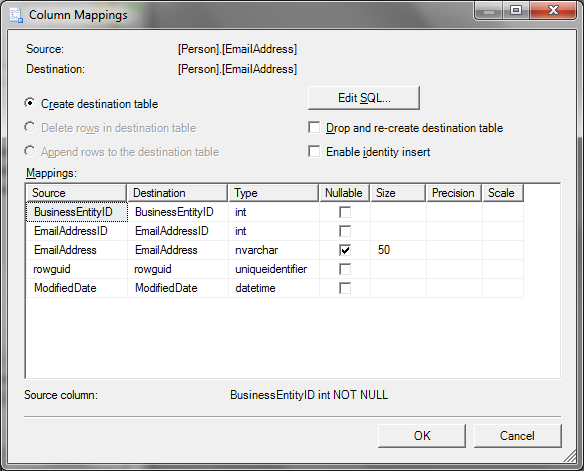 Column Mappings
Source: [Person].[EmailAddress]
Destination: [Person].[EmailAddress]
Create destination table
Edit SQL...
Delete rows in destination table
Drop and re-create destination table
Append rows to the destination table
Enable identity insert
Mappings:
Source Destination Type Nullable Size Precision Scale
BusinessEntityID BusinessEntityID int
EmailAddressID EmailAddressID int
EmailAddress EmailAddress nvarchar 50
rowguid rowguid uniqueidentifier
ModifiedDate ModifiedDate datetime
Source column: BusinessEntityID int NOT NULL
OK Cancel